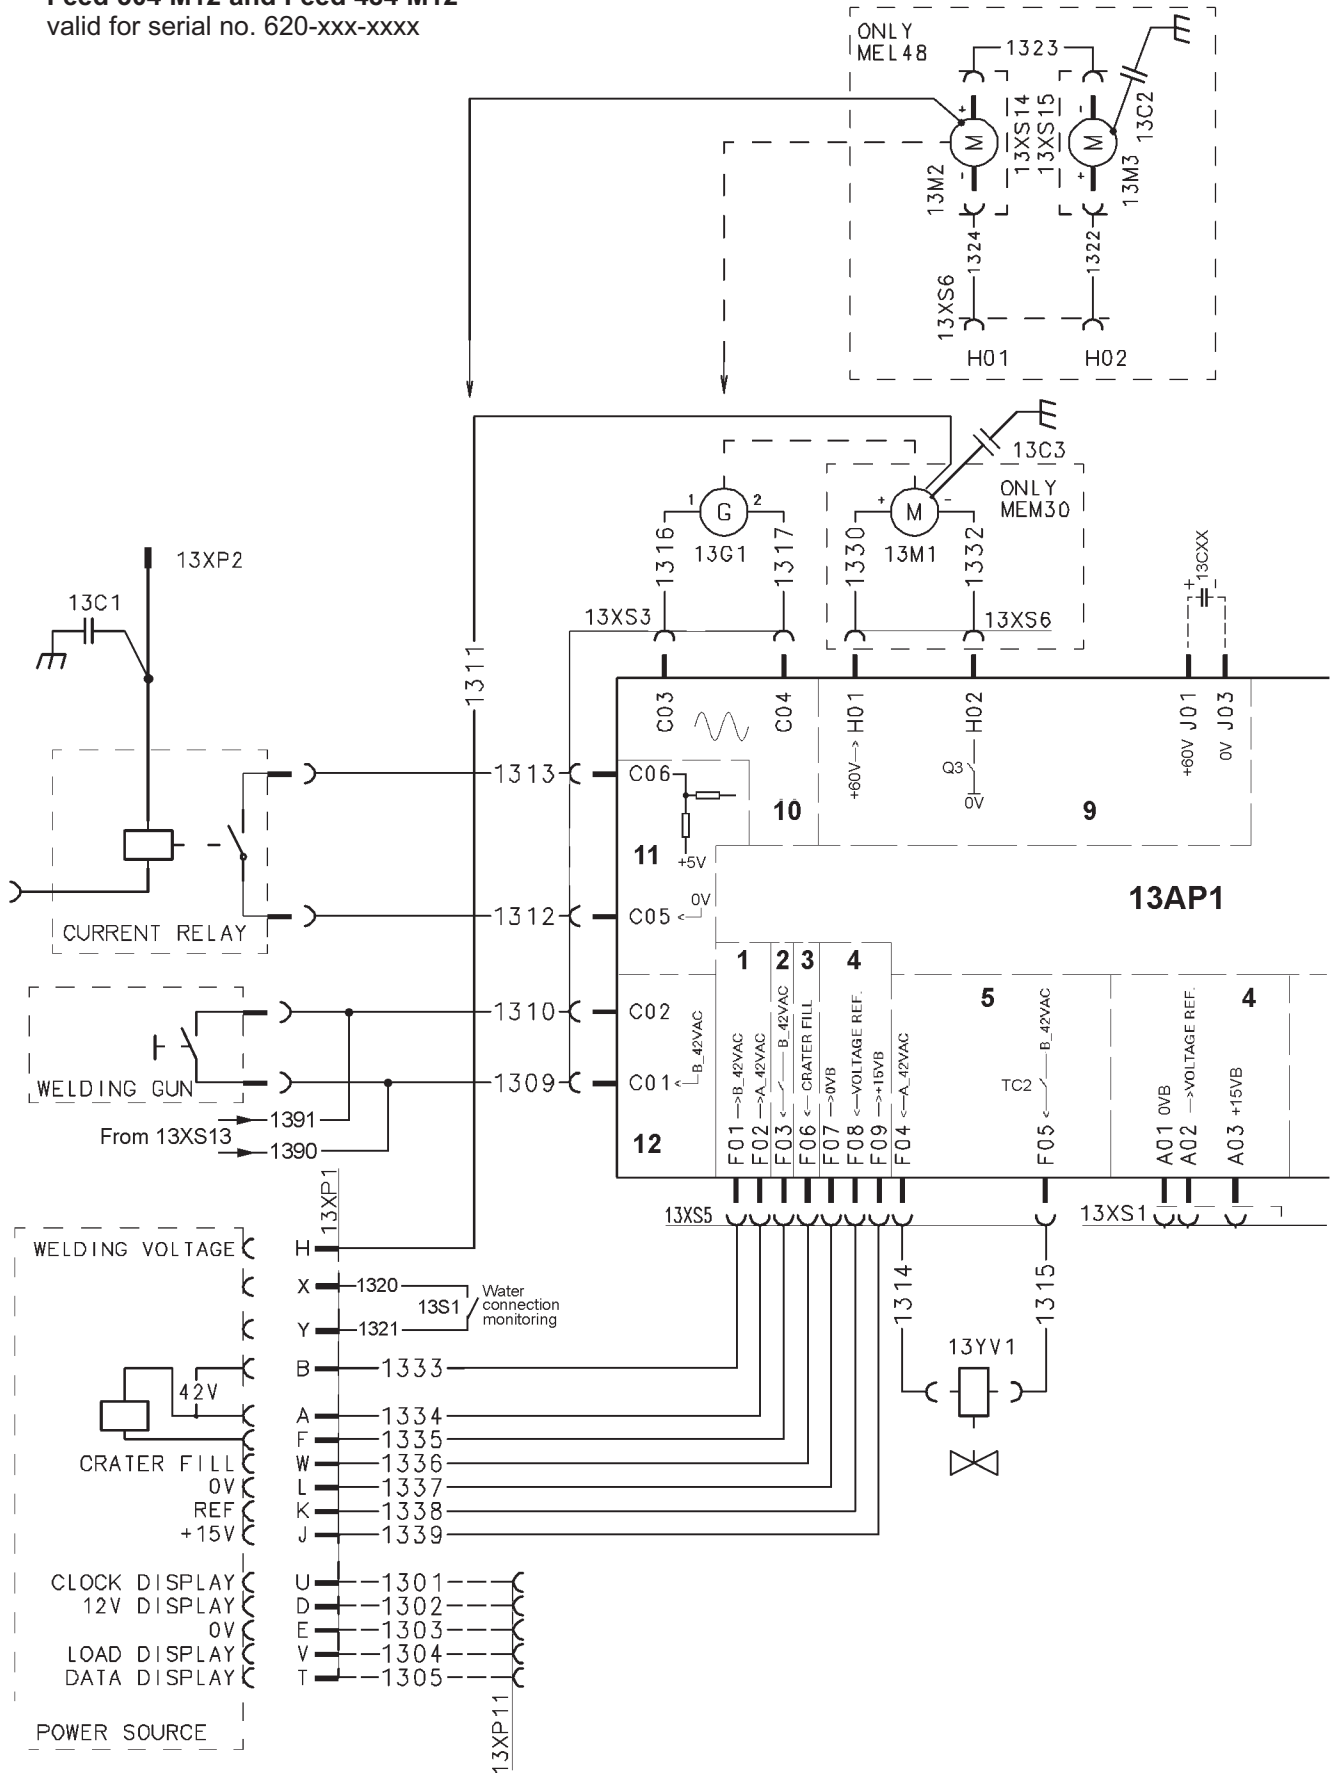 valid for serial no. 620-xxx-xxxx
ONLY
MEL48
1323
13XS14
13XS15
13C2
13M2
13M3
+
-
M
M
-
+
1324
1322
13XS6
H01
H02
13C3
ONLY
MEM30
1
G
2
+
M
-
13G1
13M1
1316
1317
1330
1332
13XP2
13C1
13CXX
+
-
13XS3
13XS6
1311
C03
C04
+60V—> H01
H02
+60V J01
0V J03
Q3
0V
1313
C06
10
9
11
+5V
13AP1
0V
1312
C05
CURRENT RELAY
1
2
3
4
5
4
1310
C02
B_42VAC
1309
C01
WELDING GUN
12
1391
From 13XS13
1390
F01 —>B_42VAC
F02 —>A_42VAC
F03 <— B_42VAC
F06 <—CRATER FILL
F07 —>0VB
F08 <—VOLTAGE REF.
F09 —>+15VB
F04 <—A_42VAC
TC2
F05 <— B_42VAC
A01 0VB
A02 —>VOLTAGE REF.
A03 +15VB
13XP1
13XS5
13XS1
WELDING VOLTAGE H
X 1320
13S1
Water
connection
monitoring
Y 1321
1314
1315
13YV1
B 1333
42V
A 1334
F 1335
CRATER FILL W 1336
0V L 1337
REF K 1338
+15V J 1339
CLOCK DISPLAY U 1301
12V DISPLAY D 1302
0V E 1303
LOAD DISPLAY V 1304
DATA DISPLAY T 1305
POWER SOURCE
13XP11